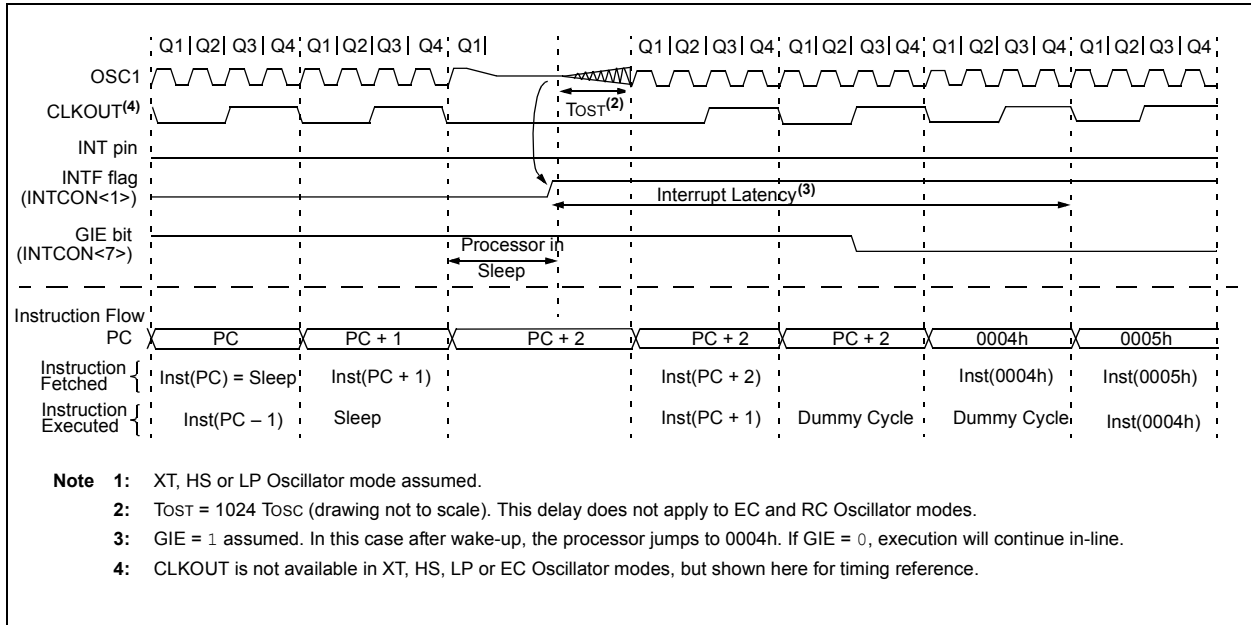 Q1 Q2 Q3 Q4 Q1 Q2 Q3 Q4 Q1 Q1 Q2 Q3 Q4 Q1 Q2 Q3 Q4 Q1 Q2 Q3 Q4 Q1 Q2 Q3 Q4
OSC1
CLKOUT(4) TOST(2)
INT pin
INTF flag
(INTCON<1>) Interrupt Latency(3)
GIE bit
(INTCON<7>) Processor in
Sleep
Instruction Flow
PC PC PC + 1 PC + 2 PC + 2 PC + 2 0004h 0005h
Instruction
Fetched Inst(PC) = Sleep Inst(PC + 1) Inst(PC + 2) Inst(0004h) Inst(0005h)
Instruction
Executed Inst(PC – 1) Sleep Inst(PC + 1) Dummy Cycle Dummy Cycle Inst(0004h)
Note 1: XT, HS or LP Oscillator mode assumed.
2: TOST = 1024 TOSC (drawing not to scale). This delay does not apply to EC and RC Oscillator modes.
3: GIE = 1 assumed. In this case after wake-up, the processor jumps to 0004h. If GIE = 0, execution will continue in-line.
4: CLKOUT is not available in XT, HS, LP or EC Oscillator modes, but shown here for timing reference.